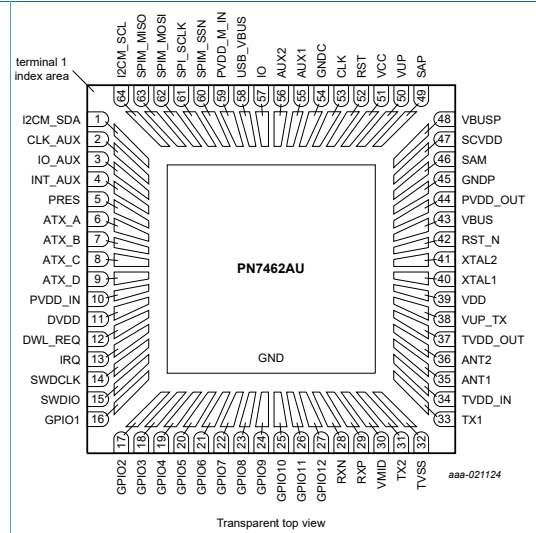 I2CM_SCL
SPIM_MISO
SPIM_MOSI
SPI_SCLK
SPIM_SSN
PVDD_M_IN
USB_VBUS
IO
AUX2
AUX1
GNDC
CLK
RST
VCC
VUP
SAP
terminal 1
index area
64 63 62 61 60 59 58 57 56 55 54 53 52 51 50 49
I2CM_SDA 1
CLK_AUX 2
IO_AUX 3
INT_AUX 4
PRES 5
ATX_A 6
ATX_B 7
ATX_C 8
ATX_D 9
PVDD_IN 10
DVDD 11
DWL_REQ 12
IRQ 13
SWDCLK 14
SWDIO 15
GPIO1 16
PN7462AU
GND
48 VBUSP
47 SCVDD
46 SAM
45 GNDP
44 PVDD_OUT
43 VBUS
42 RST_N
41 XTAL2
40 XTAL1
39 VDD
38 VUP_TX
37 TVDD_OUT
36 ANT2
35 ANT1
34 TVDD_IN
33 TX1
17 18 19 20 21 22 23 24 25 26 27 28 29 30 31 32
GPIO2
GPIO3
GPIO4
GPIO5
GPIO6
GPIO7
GPIO8
GPIO9
GPIO10
GPIO11
GPIO12
RXN
RXP
VMID
TX2
TVSS
aaa-021124
Transparent top view